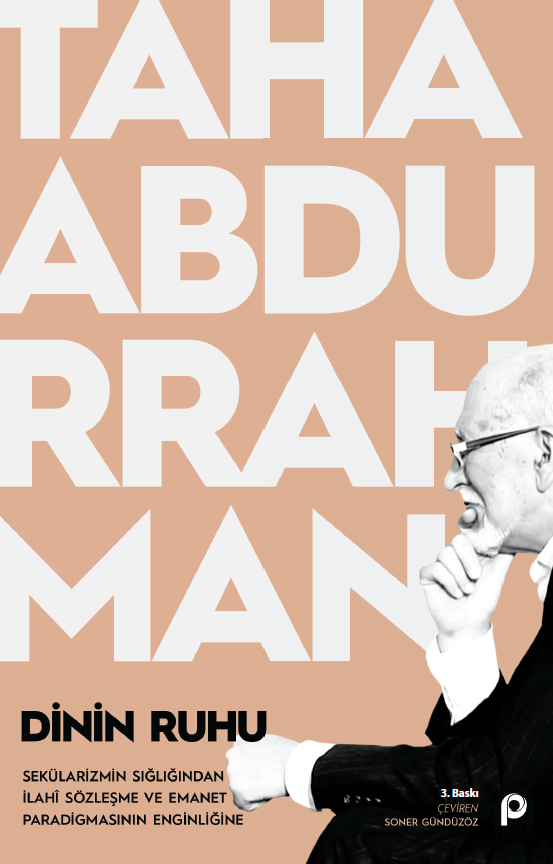 TAHA
ABDU
RRAH
MAN
DİNİN RUHU
SEKÜLARİZMİN SIĞLIĞINDAN
İLAHÎ SÖZLEŞME VE EMANET
PARADİGMASININ ENGİNLİĞİNE
3. Baskı
ÇEVİREN
SONER GÜNDÜZÖZ
p